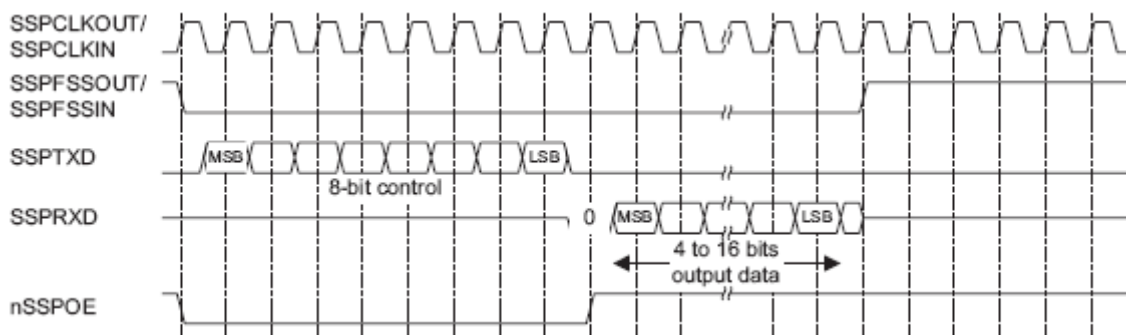 SSPCLKOUT/
SSPCLKIN
SSPFSSOUT/
SSPFSSIN
SSPTXD
MSB
LSB
8-bit control
SSPRXD
0
MSB
LSB
4 to 16 bits
output data
nSSPOE